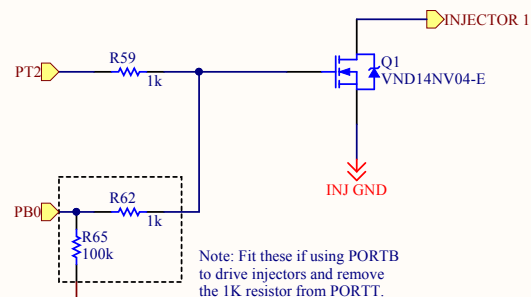 INJECTOR 1
R59
PT2
1k
Q1
VND14NV04-E
INJ GND
PB0
R62
1k
R65
100k
Note: Fit these if using PORTB
to drive injectors and remove
the 1K resistor from PORTT.